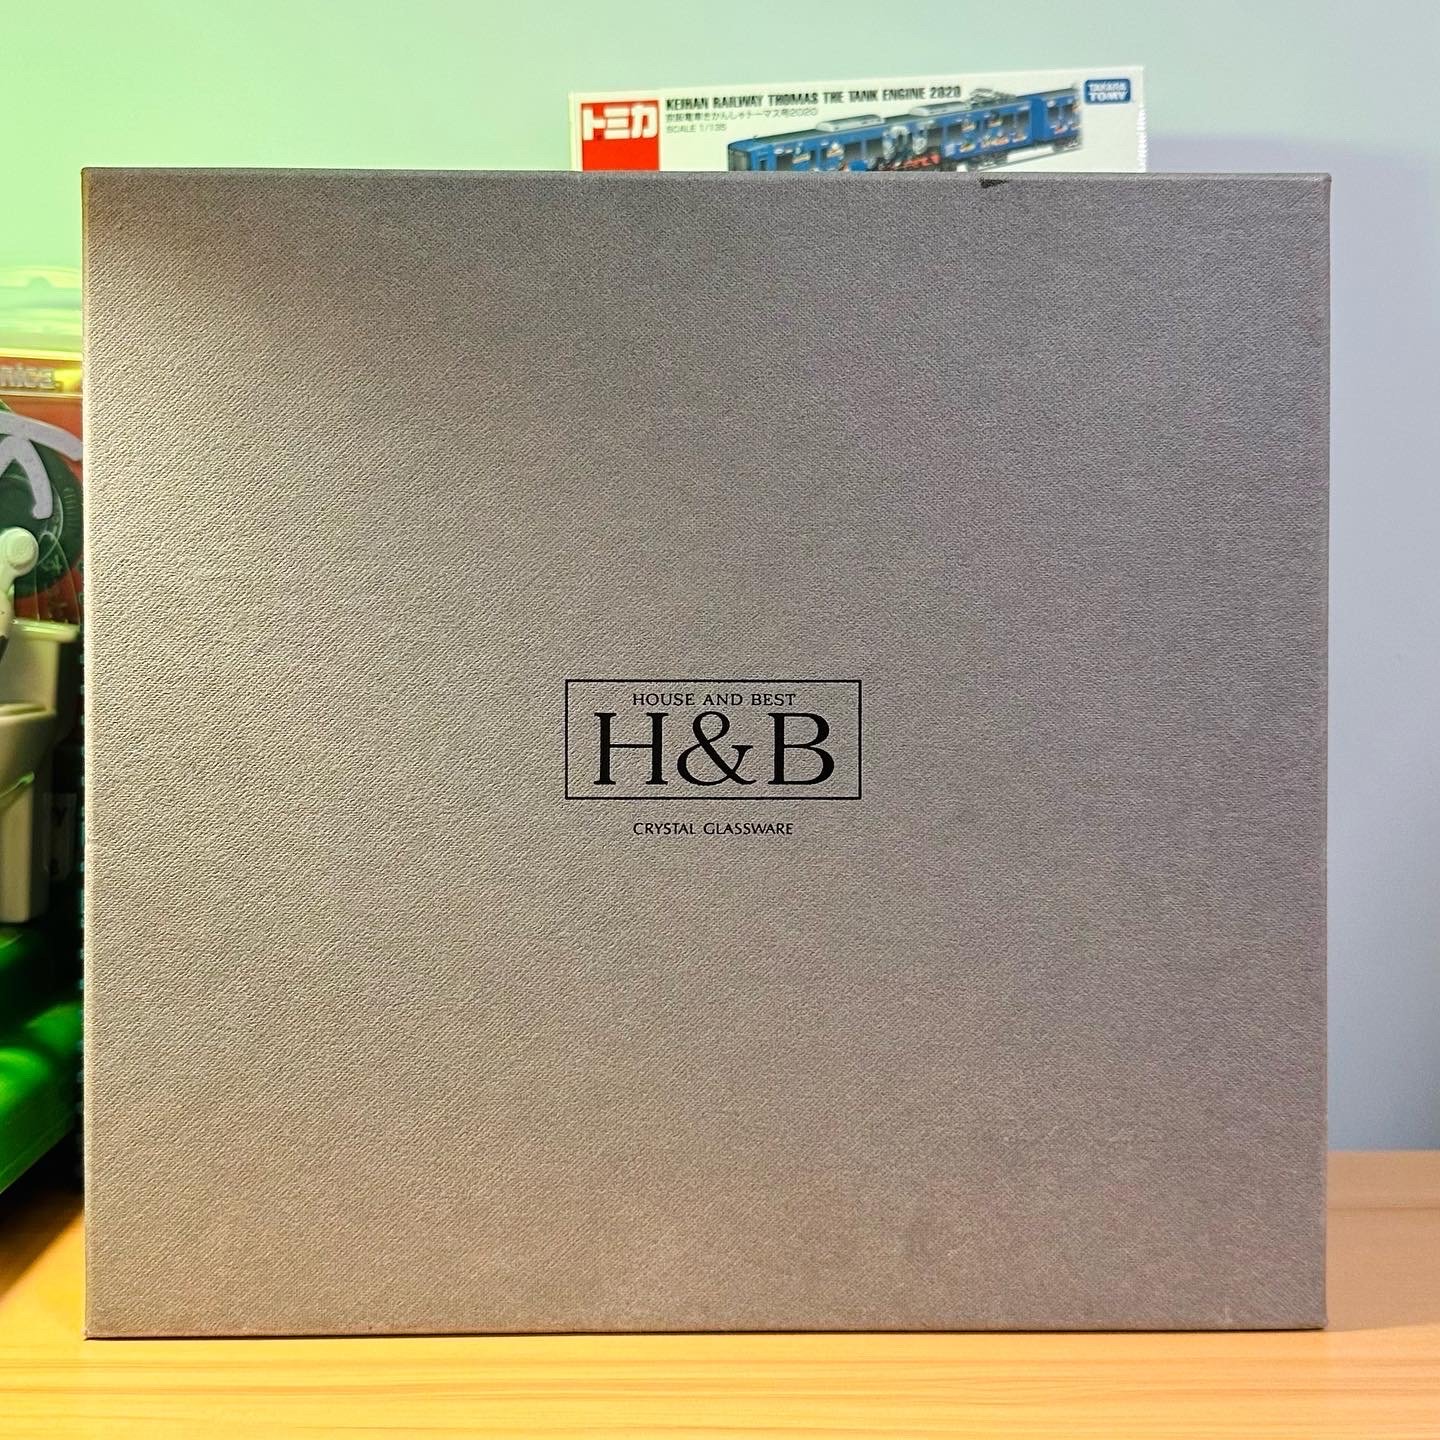 トミカ
KEIHAN RAILWAY THOMAS THE TANK ENGINE 2020
京阪電車きかんしゃトーマス号2020
SCALE 1/135
TAKARA
TOMY
HOUSE AND BEST
H&B
CRYSTAL GLASSWARE